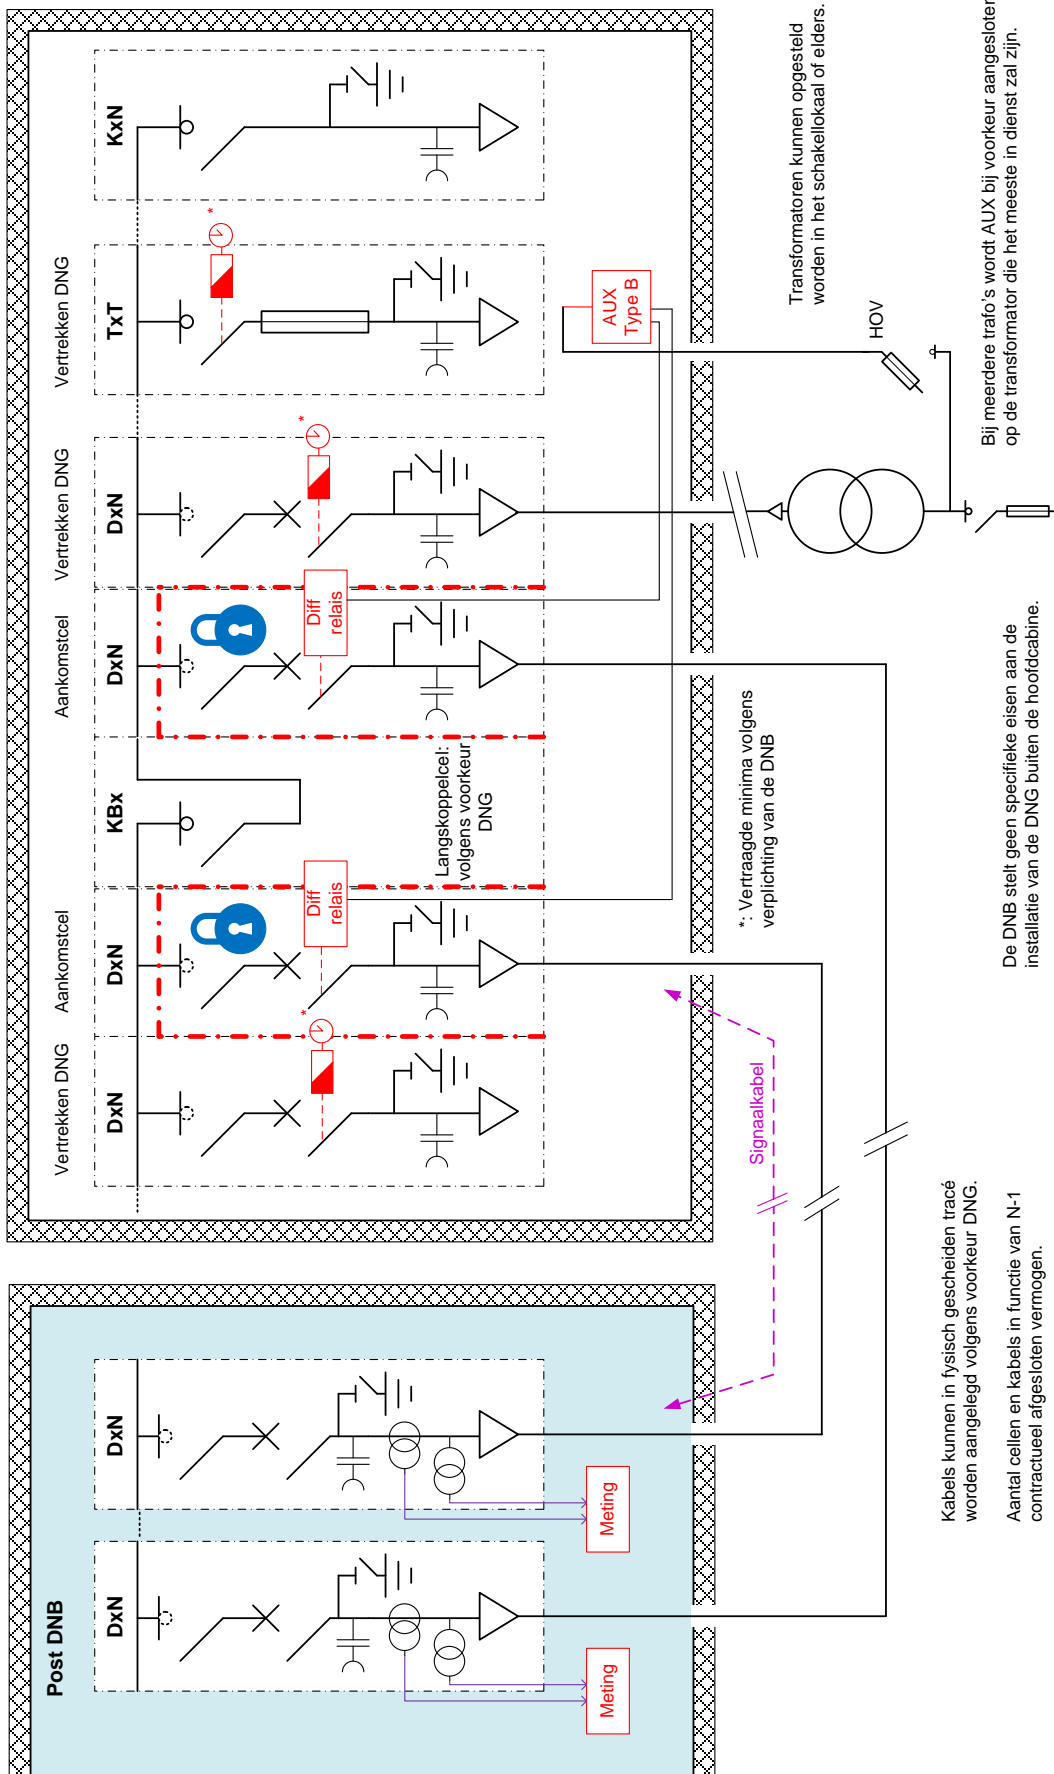 Post DNB
DxN
DxN
Meting
Meting
Vertrekken DNG
Aankomstcel
Aankomstcel
Vertrekken DNG
Vertrekken DNG
DxN
DxN
KBx
DxN
DxN
TxT
KxN
*
*
*
Diff
relais
Diff
relais
Langskoppelcel:
volgens voorkeur
DNG
AUX
Type B
Signaalkabel
*: Vertraagde minima volgens
verplichting van de DNB
HOV
Transformatoren kunnen opgesteld
worden in het schakellokaal of elders.
Kabels kunnen in fysisch gescheiden tracé
worden aangelegd volgens voorkeur DNG.
Aantal cellen en kabels in functie van N-1
contractueel afgesloten vermogen.
De DNB stelt geen specifieke eisen aan de
installatie van de DNG buiten de hoofdcabine.
Bij meerdere trafo's wordt AUX bij voorkeur aangesloten
op de transformator die het meeste in dienst zal zijn.